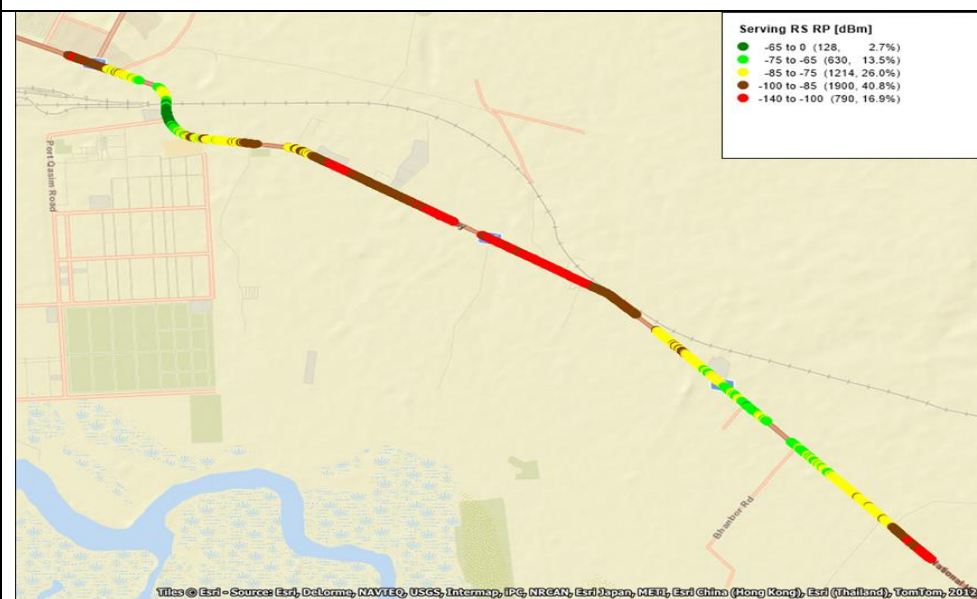 Serving RS RP [dBm]
-65 to 0 (128, 2.7%)
-75 to -65 (630, 13.5%)
-85 to -75 (1214, 26.0%)
-100 to -85 (1900, 40.8%)
-140 to -100 (790, 16.9%)
Port Qasim Road
Bhanbor Rd
National
Tiles © Esri - Source: Esri, DeLorme, NAVTEQ, USGS, Intermap, iPC, NRCAN, Esri Japan, METI, Esri China (Hong Kong), Esri (Thailand), TomTom, 201